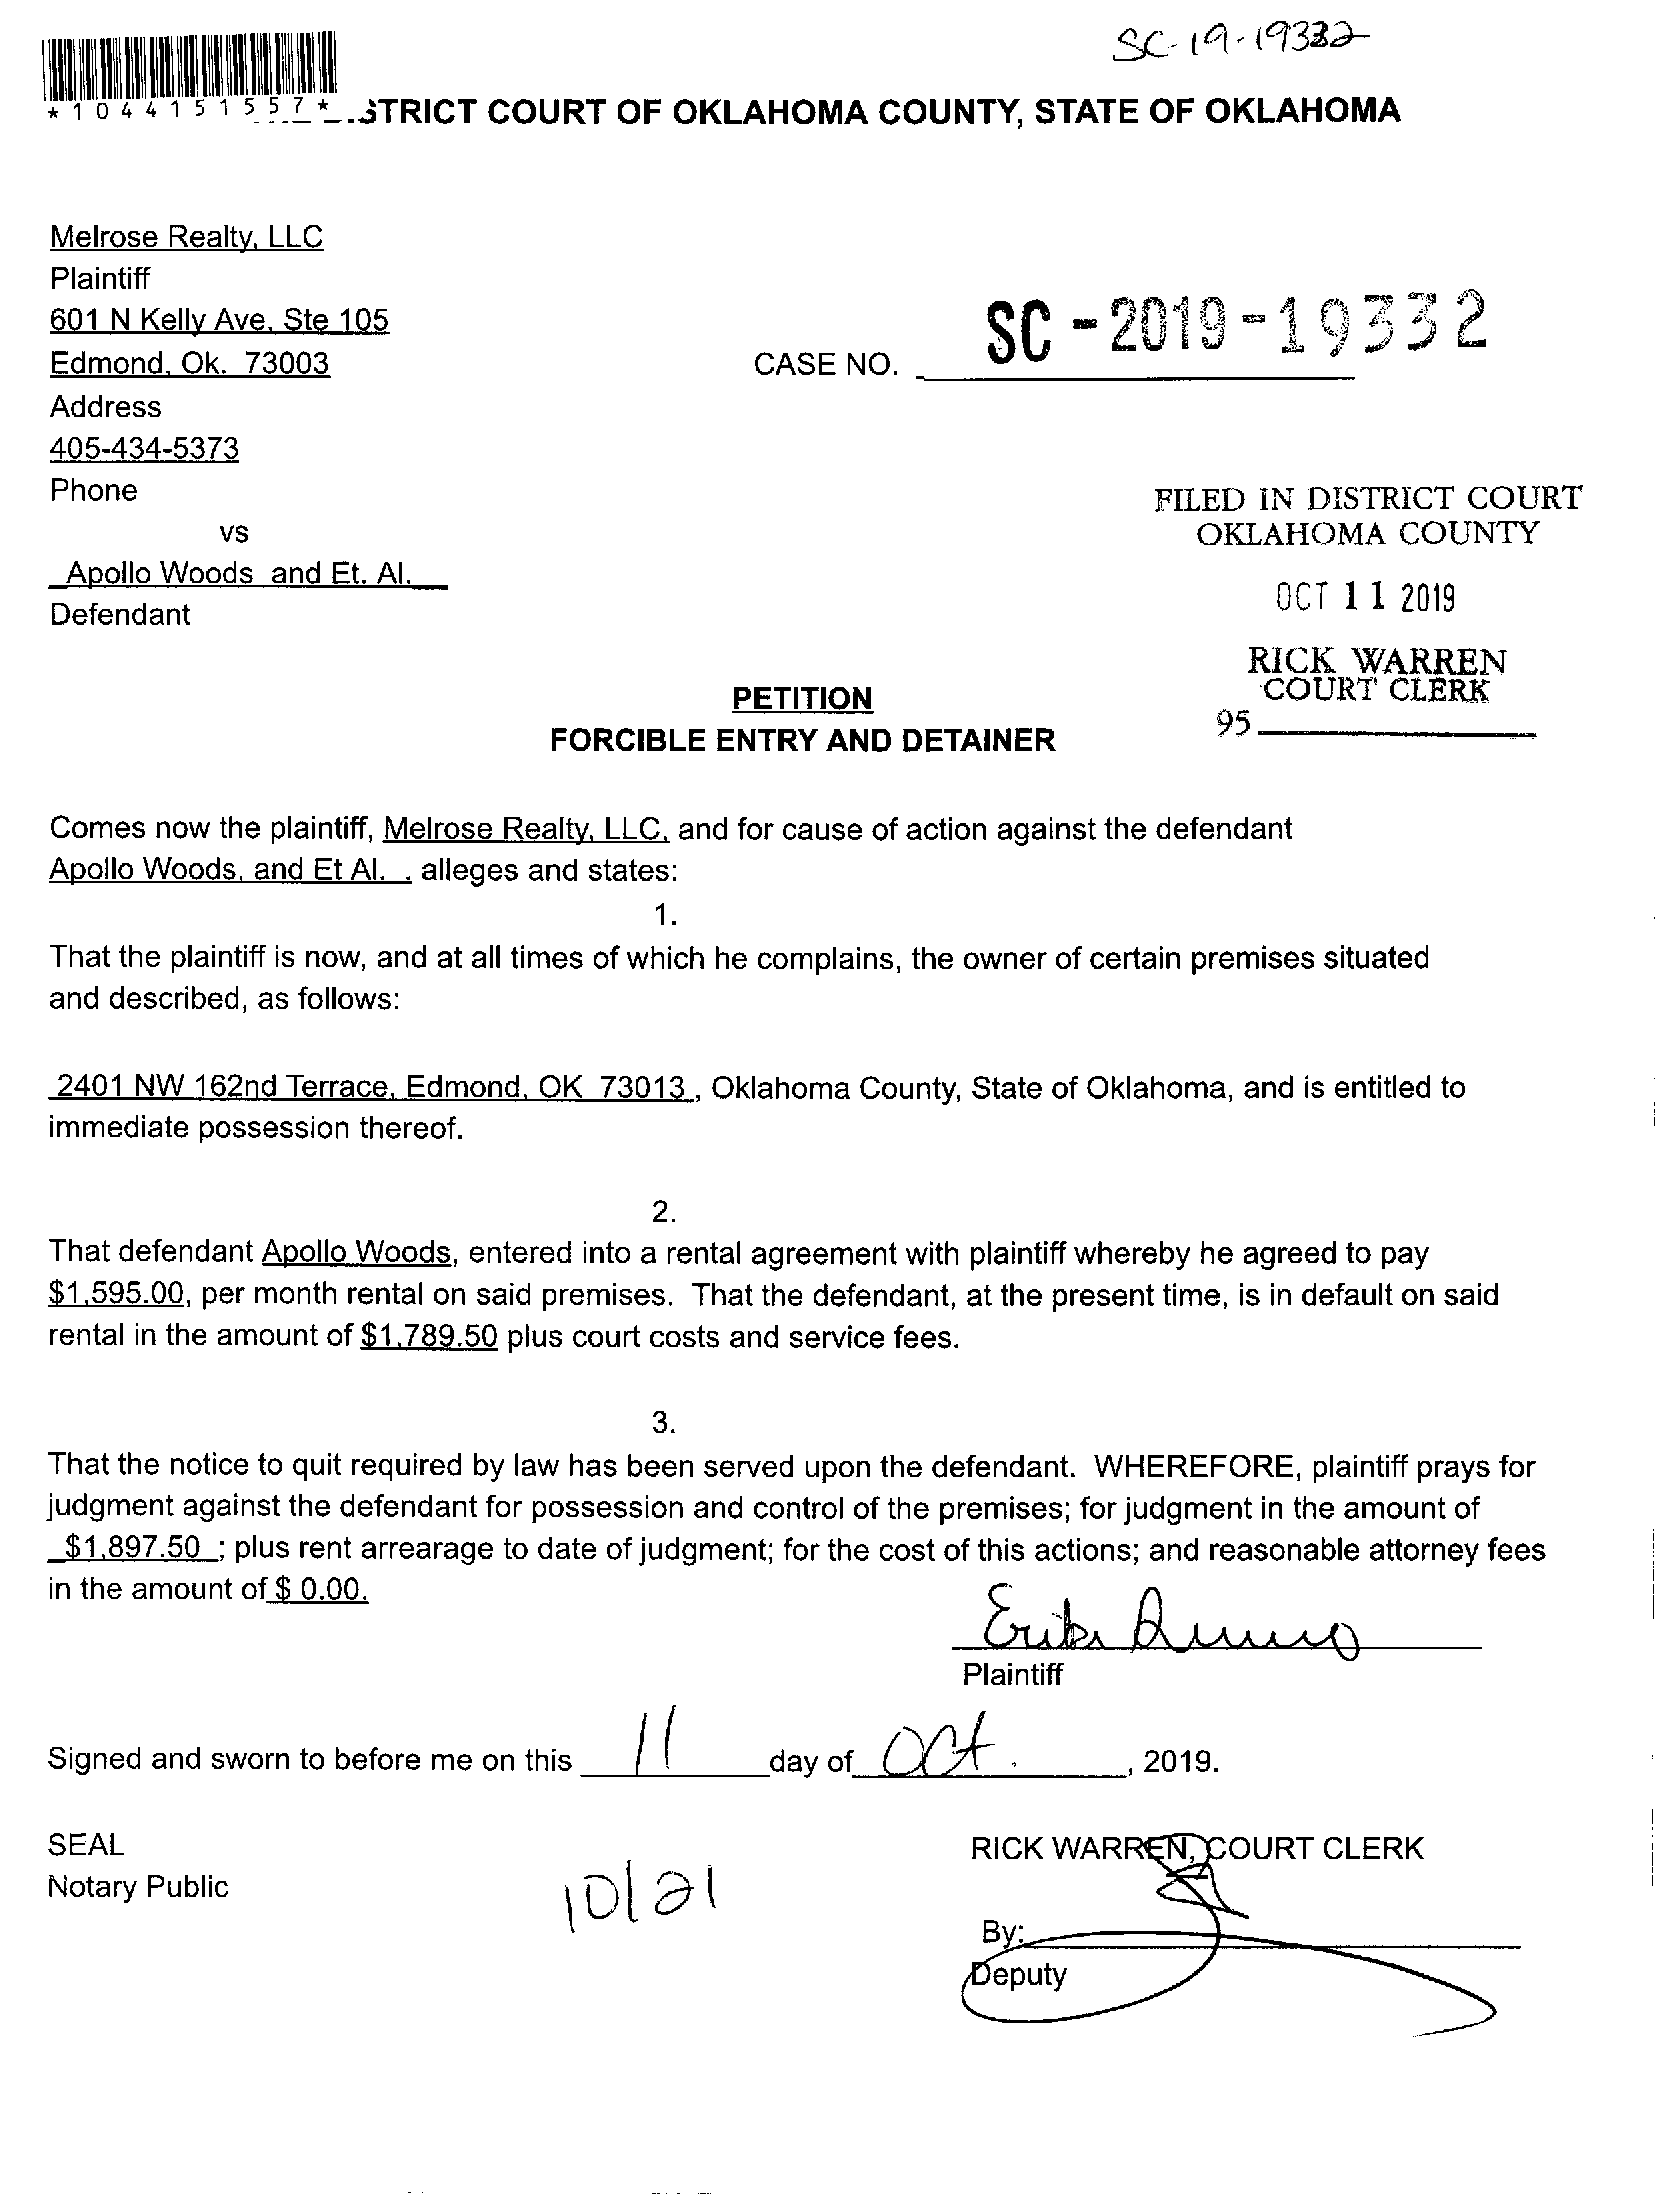 SC-19-19332
*1044151557*
STRICT COURT OF OKLAHOMA COUNTY, STATE OF OKLAHOMA
Melrose Realty, LLC
Plaintiff
601 N Kelly Ave, Ste 105
Edmond, Ok. 73003
Address
405-434-5373
Phone
vs
Apollo Woods and Et. Al.
Defendant
CASE NO. SC-2019-19332
FILED IN DISTRICT COURT
OKLAHOMA COUNTY
OCT 11 2019
RICK WARREN
COURT CLERK
95
PETITION
FORCIBLE ENTRY AND DETAINER
Comes now the plaintiff, Melrose Realty, LLC, and for cause of action against the defendant
Apollo Woods, and Et Al. . alleges and states:
1.
That the plaintiff is now, and at all times of which he complains, the owner of certain premises situated
and described, as follows:
2401 NW 162nd Terrace, Edmond, OK 73013 , Oklahoma County, State of Oklahoma, and is entitled to
immediate possession thereof.
2.
That defendant Apollo Woods, entered into a rental agreement with plaintiff whereby he agreed to pay
$1,595.00, per month rental on said premises. That the defendant, at the present time, is in default on said
rental in the amount of $1,789.50 plus court costs and service fees.
3.
That the notice to quit required by law has been served upon the defendant. WHEREFORE, plaintiff prays for
judgment against the defendant for possession and control of the premises; for judgment in the amount of
$1,897.50 ; plus rent arrearage to date of judgment; for the cost of this actions; and reasonable attorney fees
in the amount of $ 0.00.
Plaintiff
Signed and sworn to before me on this 11 day of Oct. , 2019.
SEAL
Notary Public
10/21
RICK WARREN, COURT CLERK
By:
Deputy